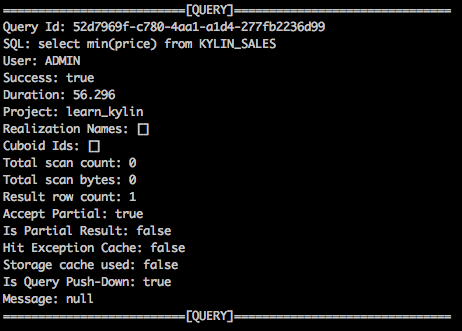 ==========================[QUERY]===============================
Query Id: 52d7969f-c780-4aa1-a1d4-277fb2236d99
SQL: select min(price) from KYLIN_SALES
User: ADMIN
Success: true
Duration: 56.296
Project: learn_kylin
Realization Names: []
Cuboid Ids: []
Total scan count: 0
Total scan bytes: 0
Result row count: 1
Accept Partial: true
Is Partial Result: false
Hit Exception Cache: false
Storage cache used: false
Is Query Push-Down: true
Message: null
==========================[QUERY]===============================